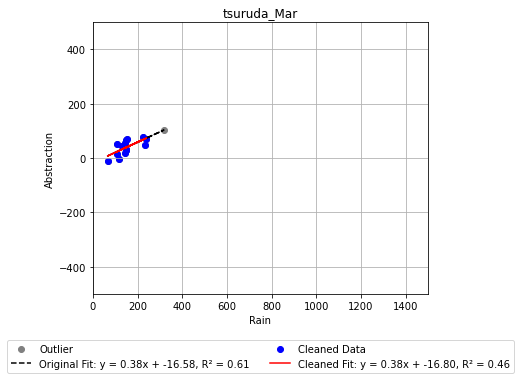 tsuruda_Mar
400
200
0
−200
−400
Abstraction
0 200 400 600 800 1000 1200 1400
Rain
Outlier
Original Fit: y = 0.38x + -16.58, R² = 0.61
Cleaned Data
Cleaned Fit: y = 0.38x + -16.80, R² = 0.46